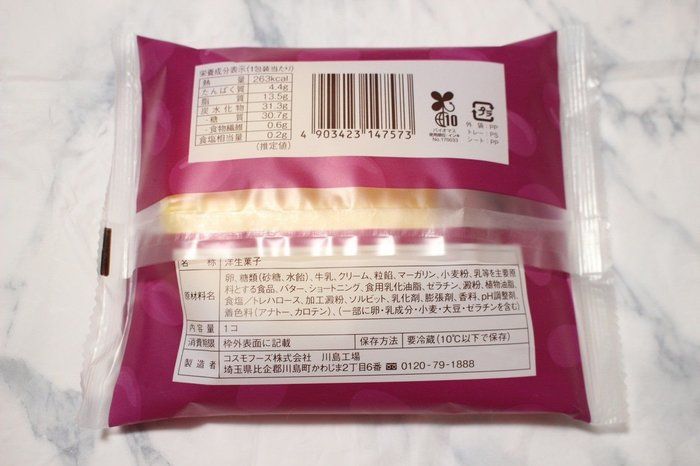 栄養成分表示(1包装当たり)
熱量 263kcal
たんぱく質 4.4g
脂質 13.5g
炭水化物 31.3g
-糖質 30.7g
-食物繊維 0.6g
食塩相当量 0.2g
(推定値)
4 903423 147573
10
バイオマス
No.170033
プラ
外袋:PP
トレー:PS
シート:PP
名称 洋生菓子
原材料名 卵、糖類(砂糖、水飴)、牛乳、クリーム、粒餡、マーガリン、小麦粉、乳等を主要原
料とする食品、バター、ショートニング、食用乳化油脂、ゼラチン、澱粉、植物油脂、
食塩/トレハロース、加工澱粉、ソルビット、乳化剤、膨張剤、香料、pH調整剤、
着色料(アナトー、カロテン)、(一部に卵・乳成分・小麦・大豆・ゼラチンを含む)
内容量 1コ
消費期限 枠外表面に記載 保存方法 要冷蔵(10℃以下で保存)
製造者 コスモフーズ株式会社 川島工場
埼玉県比企郡川島町かわじま2丁目6番 ☎ 0120-79-1888